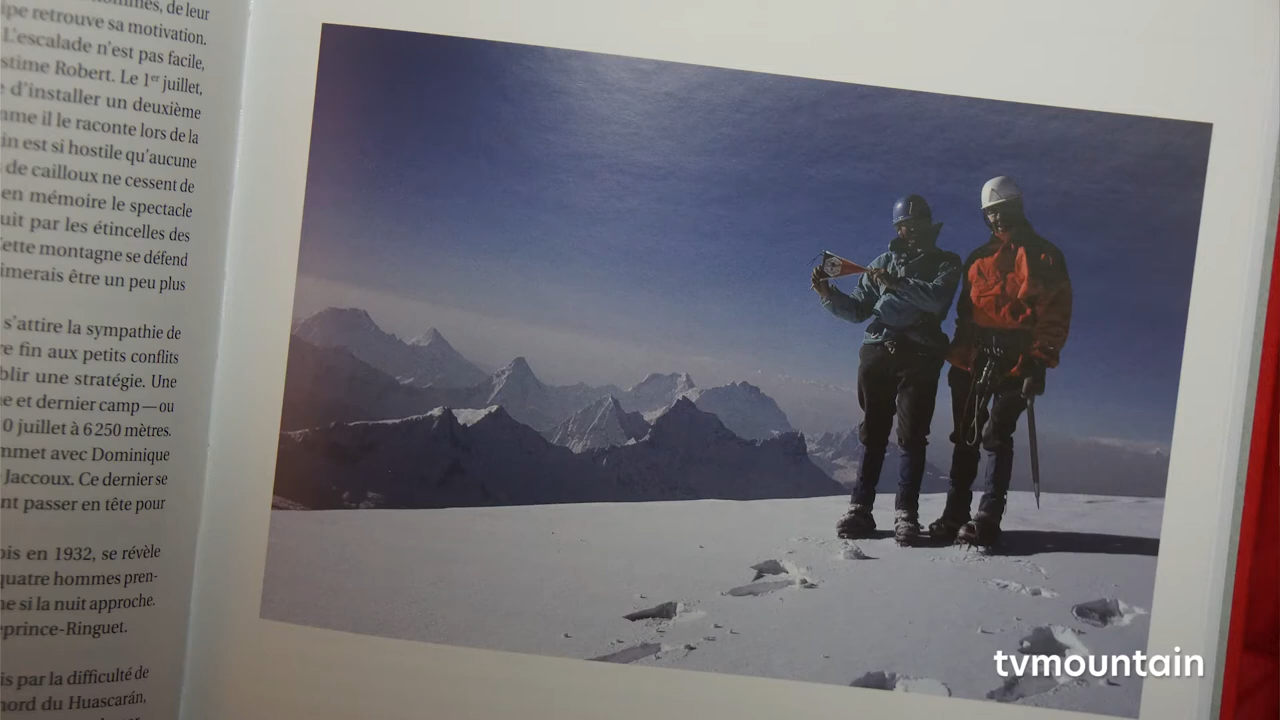 de leur
ipe retrouve sa motivation.
L'escalade n'est pas facile,
stime Robert. Le 1er juillet,
d'installer un deuxième
ame il le raconte lors de la
in est si hostile qu'aucune
de cailloux ne cessent de
en mémoire le spectacle
uit par les étincelles des
Cette montagne se défend
imerais être un peu plus
s'attire la sympathie de
re fin aux petits conflits
blir une stratégie. Une
e et dernier camp — ou
0 juillet à 6 250 mètres.
mmet avec Dominique
Jaccoux. Ce dernier se
nt passer en tête pour
ois en 1932, se révèle
quatre hommes pren-
ne si la nuit approche.
eprince-Ringuet.
is par la difficulté de
nord du Huascarán,
tvmountain